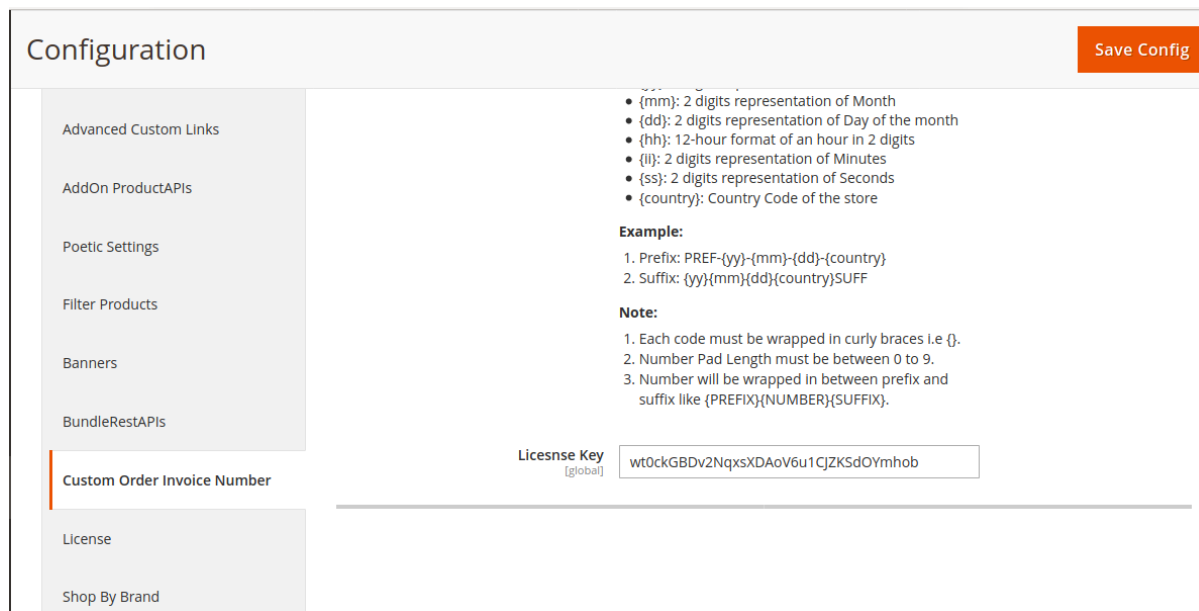 Configuration
Save Config
Advanced Custom Links
AddOn ProductAPIs
Poetic Settings
Filter Products
Banners
BundleRestAPIs
Custom Order Invoice Number
License
Shop By Brand
{mm}: 2 digits representation of Month
{dd}: 2 digits representation of Day of the month
{hh}: 12-hour format of an hour in 2 digits
{ii}: 2 digits representation of Minutes
{ss}: 2 digits representation of Seconds
{country}: Country Code of the store
Example:
1. Prefix: PREF-{yy}-{mm}-{dd}-{country}
2. Suffix: {yy}{mm}{dd}{country}SUFF
Note:
1. Each code must be wrapped in curly braces i.e {}.
2. Number Pad Length must be between 0 to 9.
3. Number will be wrapped in between prefix and
suffix like {PREFIX}{NUMBER}{SUFFIX}.
Licesnse Key
[global]
wt0ckGBDv2NqxsXDAoV6u1CJZKSdOYmhob